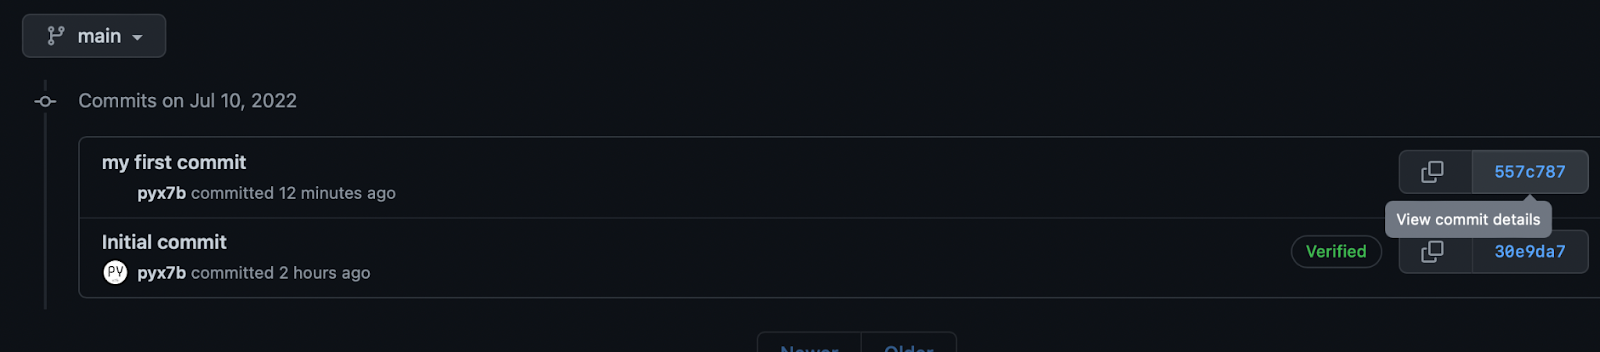 main
Commits on Jul 10, 2022
my first commit
pyx7b committed 12 minutes ago
557c787
View commit details
Initial commit
PY pyx7b committed 2 hours ago
Verified
30e9da7
Newer Older